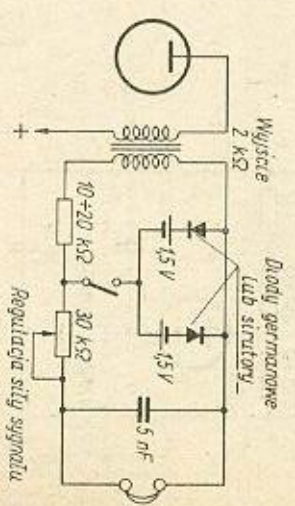 Wyjście
2 kΩ
+
10÷20 kΩ
1,5 V
1,5 V
Diody germanowe
lub sirutory
30 kΩ
5 nF
Regulacja siły sygnału